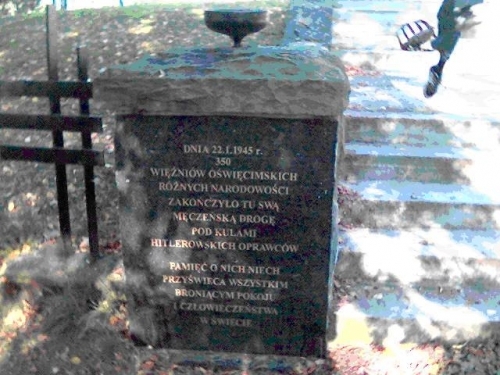 DNIA 22.I.1945 r.
350
WIĘŹNIÓW OŚWIĘCIMSKICH
RÓŻNYCH NARODOWOŚCI
ZAKOŃCZYŁO TU SWĄ
MĘCZEŃSKĄ DROGĘ
POD KULAMI
HITLEROWSKICH OPRAWCÓW
PAMIĘĆ O NICH NIECH
PRZYŚWIECA WSZYSTKIM
BRONIĄCYM POKOJU
I CZŁOWIECZEŃSTWA
W ŚWIECIE